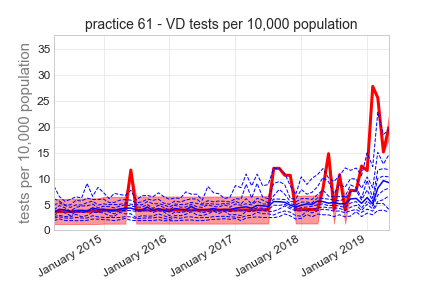 practice 61 - VD tests per 10,000 population
tests per 10,000 population
35
30
25
20
15
10
5
0
January 2015
January 2016
January 2017
January 2018
January 2019